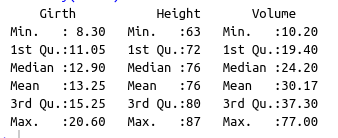 Girth Height Volume
Min. : 8.30 Min. :63 Min. :10.20
1st Qu.:11.05 1st Qu.:72 1st Qu.:19.40
Median :12.90 Median :76 Median :24.20
Mean :13.25 Mean :76 Mean :30.17
3rd Qu.:15.25 3rd Qu.:80 3rd Qu.:37.30
Max. :20.60 Max. :87 Max. :77.00